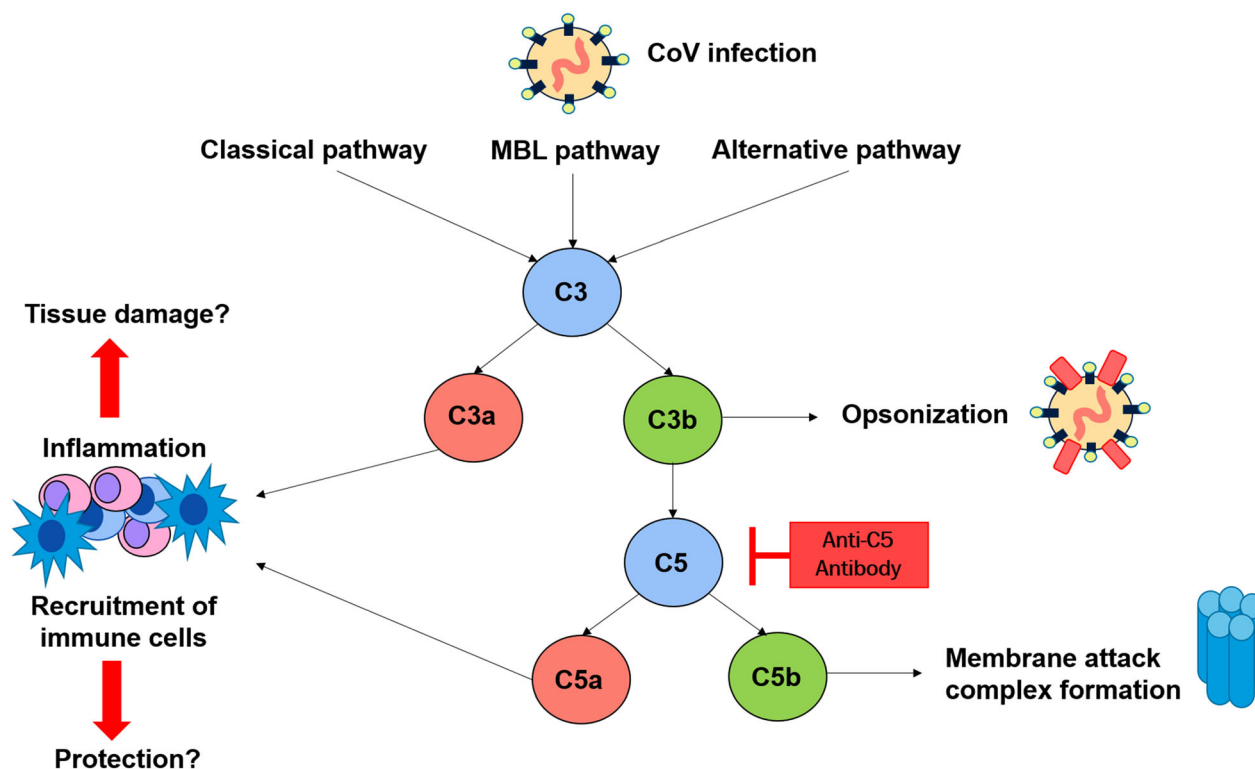 CoV infection
Classical pathway
MBL pathway
Alternative pathway
C3
Tissue damage?
C3a
C3b
Opsonization
Inflammation
C5
Anti-C5
Antibody
Recruitment of
immune cells
C5a
C5b
Membrane attack
complex formation
Protection?